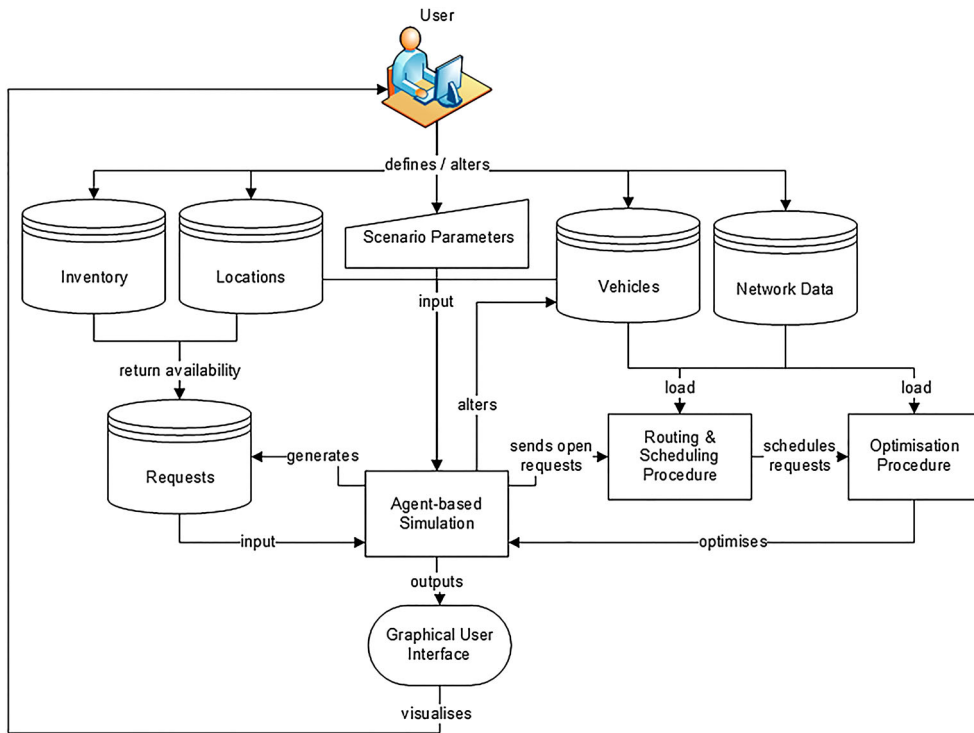 User
defines / alters
Inventory
Locations
Scenario Parameters
Vehicles
Network Data
input
return availability
alters
load
load
Requests
generates
Agent-based
Simulation
sends open
requests
Routing &
Scheduling
Procedure
schedules
requests
Optimisation
Procedure
input
optimises
outputs
Graphical User
Interface
visualises